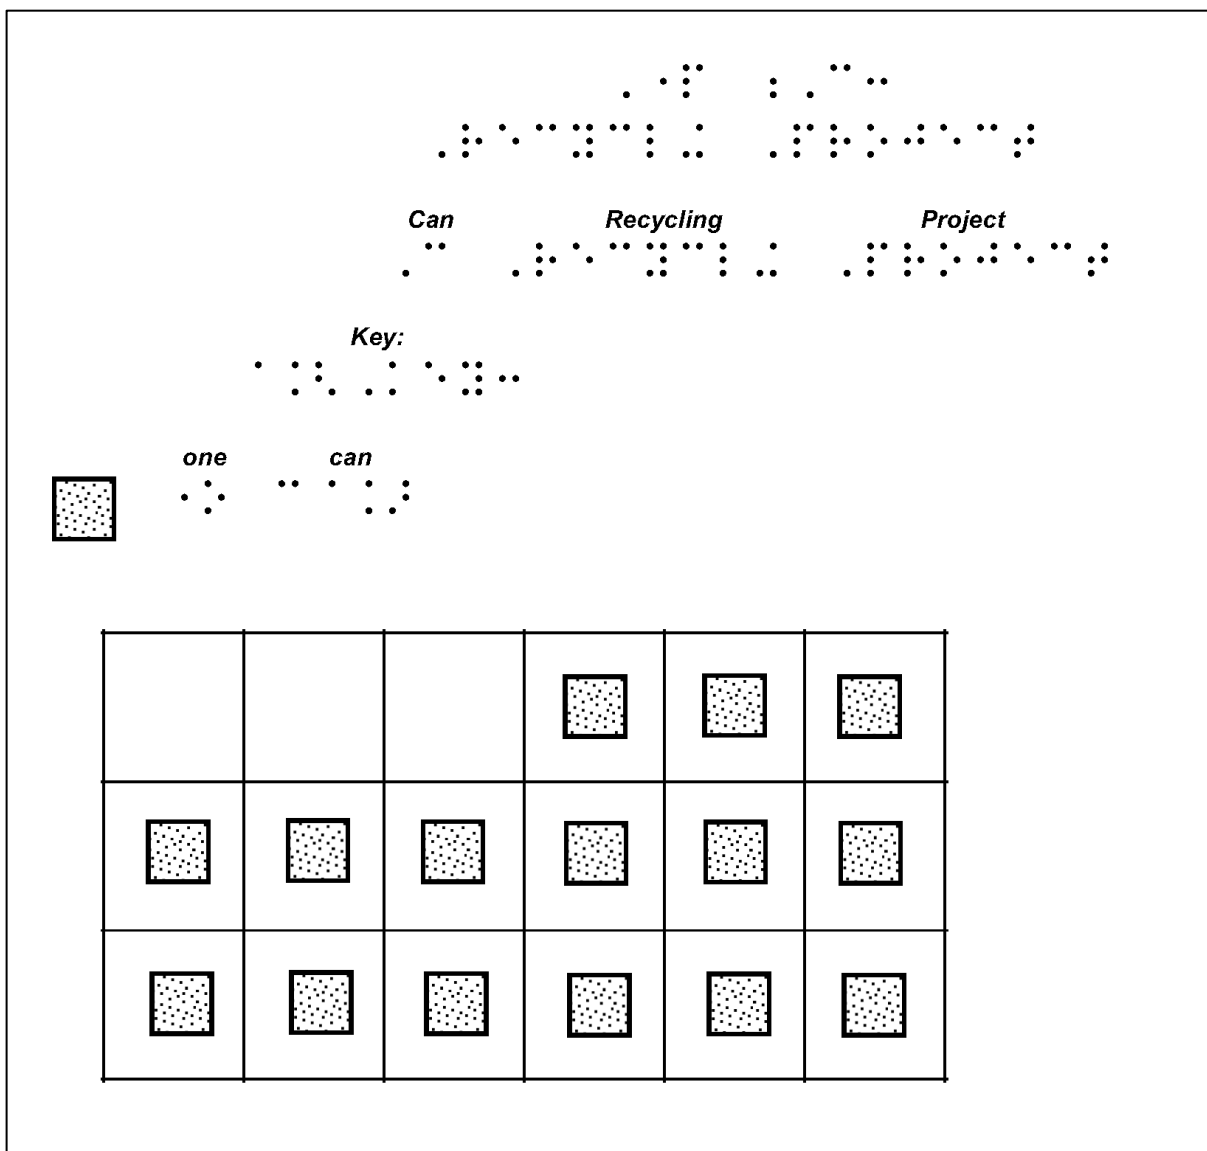 ⠠⠐⠏ ⠰⠠⠉⠒
⠠⠗⠑⠉⠽⠉⠇⠬ ⠠⠏⠗⠕⠚⠑⠉⠞
Can Recycling Project
⠠⠉ ⠠⠗⠑⠉⠽⠉⠇⠬ ⠠⠏⠗⠕⠚⠑⠉⠞
Key:
⠈⠨⠣⠠⠅⠑⠽⠒
one can
⠐⠕ ⠉⠈⠨⠜